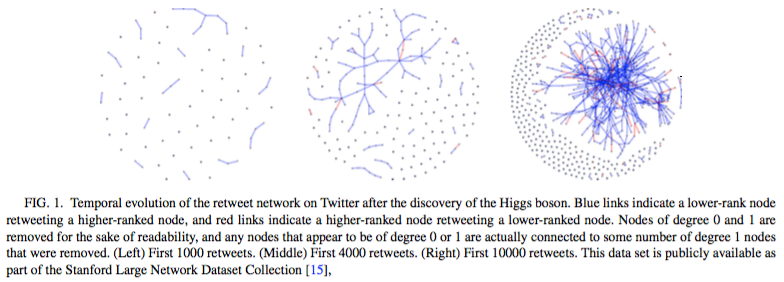 FIG. 1. Temporal evolution of the retweet network on Twitter after the discovery of the Higgs boson. Blue links indicate a lower-rank node
retweeting a higher-ranked node, and red links indicate a higher-ranked node retweeting a lower-ranked node. Nodes of degree 0 and 1 are
removed for the sake of readability, and any nodes that appear to be of degree 0 or 1 are actually connected to some number of degree 1 nodes
that were removed. (Left) First 1000 retweets. (Middle) First 4000 retweets. (Right) First 10000 retweets. This data set is publicly available as
part of the Stanford Large Network Dataset Collection [15],